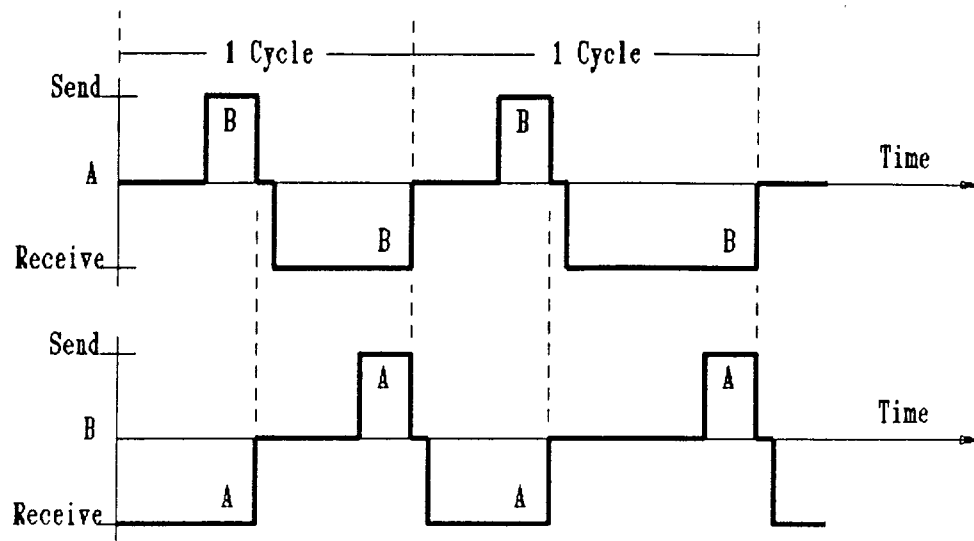 1 Cycle 1 Cycle
Send
B B
Time
A
B B
Receive
Send
A A
Time
B
A A
Receive